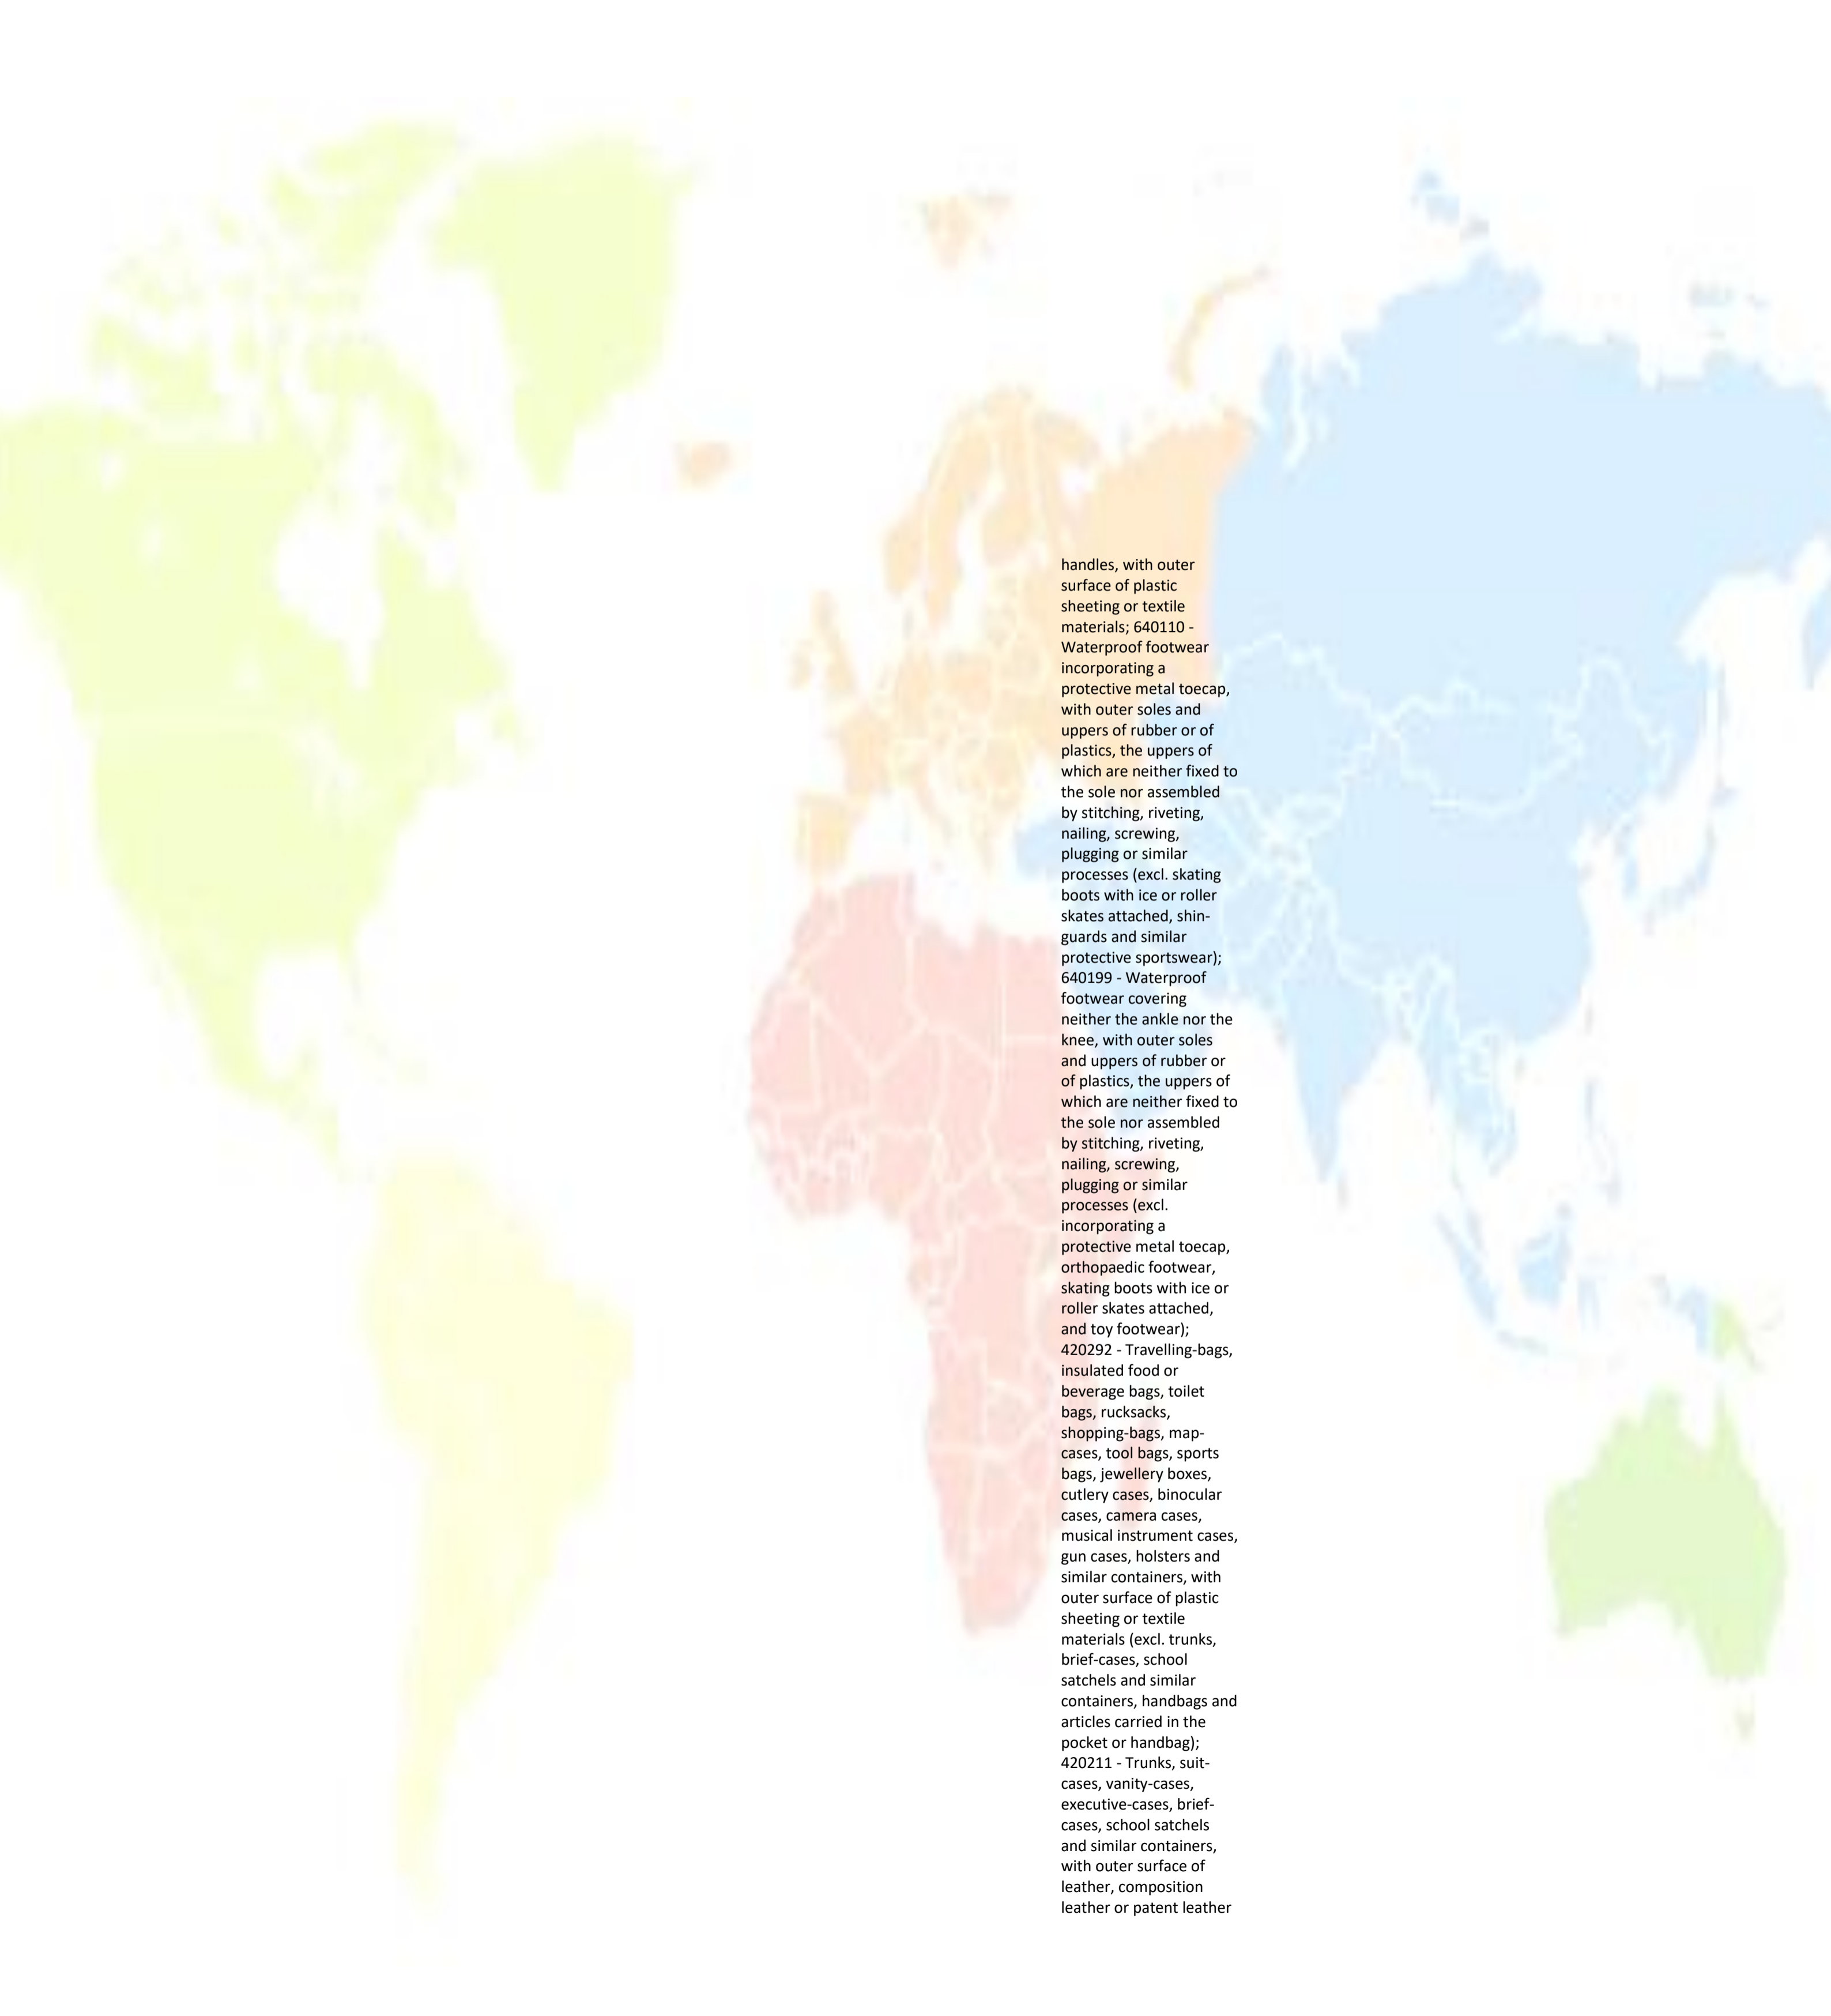 handles, with outer
surface of plastic
sheeting or textile
materials; 640110 -
Waterproof footwear
incorporating a
protective metal toecap,
with outer soles and
uppers of rubber or of
plastics, the uppers of
which are neither fixed to
the sole nor assembled
by stitching, riveting,
nailing, screwing,
plugging or similar
processes (excl. skating
boots with ice or roller
skates attached, shin-
guards and similar
protective sportswear);
640199 - Waterproof
footwear covering
neither the ankle nor the
knee, with outer soles
and uppers of rubber or
of plastics, the uppers of
which are neither fixed to
the sole nor assembled
by stitching, riveting,
nailing, screwing,
plugging or similar
processes (excl.
incorporating a
protective metal toecap,
orthopaedic footwear,
skating boots with ice or
roller skates attached,
and toy footwear);
420292 - Travelling-bags,
insulated food or
beverage bags, toilet
bags, rucksacks,
shopping-bags, map-
cases, tool bags, sports
bags, jewellery boxes,
cutlery cases, binocular
cases, camera cases,
musical instrument cases,
gun cases, holsters and
similar containers, with
outer surface of plastic
sheeting or textile
materials (excl. trunks,
brief-cases, school
satchels and similar
containers, handbags and
articles carried in the
pocket or handbag);
420211 - Trunks, suit-
cases, vanity-cases,
executive-cases, brief-
cases, school satchels
and similar containers,
with outer surface of
leather, composition
leather or patent leather